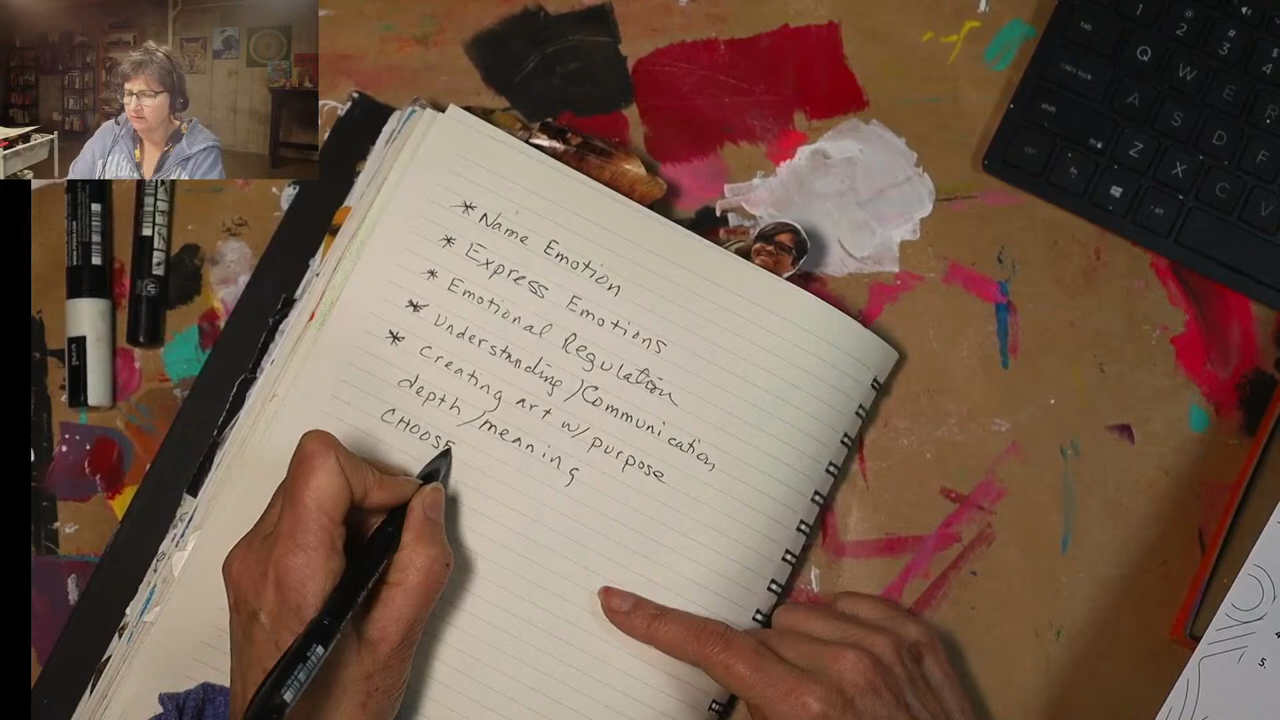 * Name Emotion
* Express Emotions
* Emotional Regulation
* Understanding/Communication
* Creating art w/purpose
depth/meaning
CHOOSE